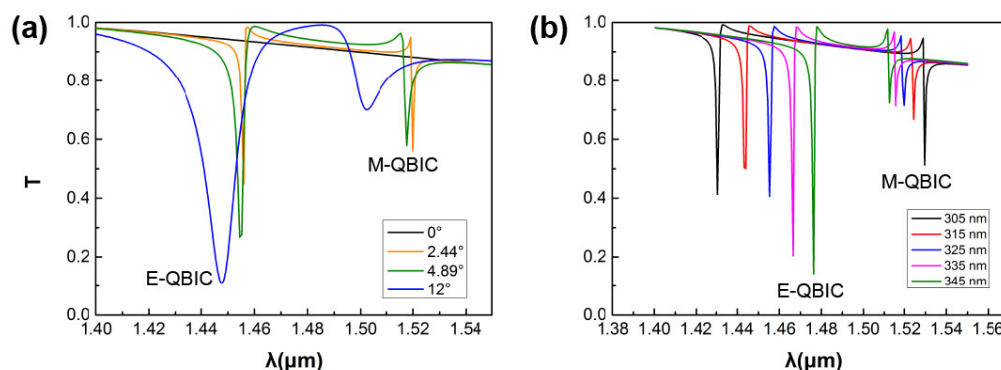 (a)
1.0
0.8
0.6
0.4
0.2
0.0
T
1.40 1.42 1.44 1.46 1.48 1.50 1.52 1.54
λ(μm)
E-QBIC
M-QBIC
0°
2.44°
4.89°
12°
(b)
1.0
0.8
0.6
0.4
0.2
0.0
1.38 1.40 1.42 1.44 1.46 1.48 1.50 1.52 1.54 1.56
λ(μm)
E-QBIC
M-QBIC
305 nm
315 nm
325 nm
335 nm
345 nm